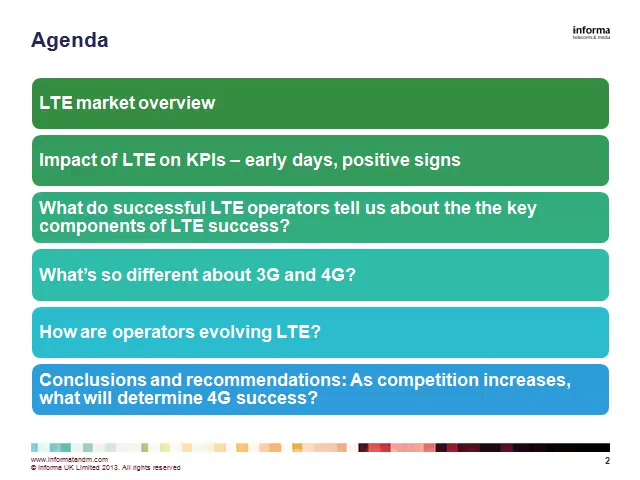 Agenda
informa
telecoms & media
LTE market overview
Impact of LTE on KPIs – early days, positive signs
What do successful LTE operators tell us about the the key
components of LTE success?
What's so different about 3G and 4G?
How are operators evolving LTE?
Conclusions and recommendations: As competition increases,
what will determine 4G success?
www.informatandm.com
© Informa UK Limited 2013. All rights reserved
2